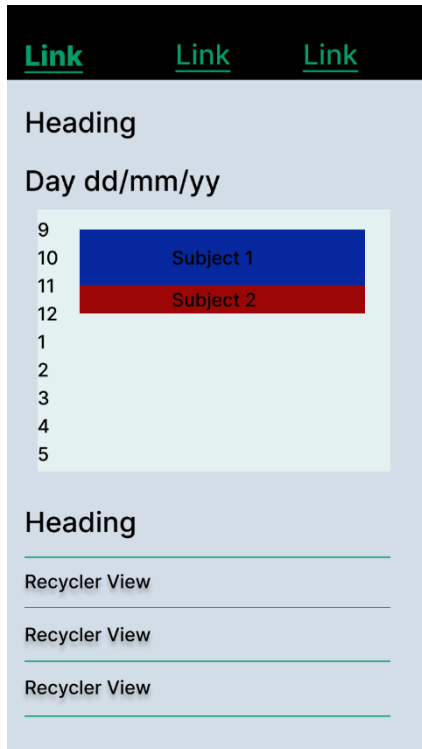 Link Link Link
Heading
Day dd/mm/yy
9
10 Subject 1
11
Subject 2
12
1
2
3
4
5
Heading
Recycler View
Recycler View
Recycler View